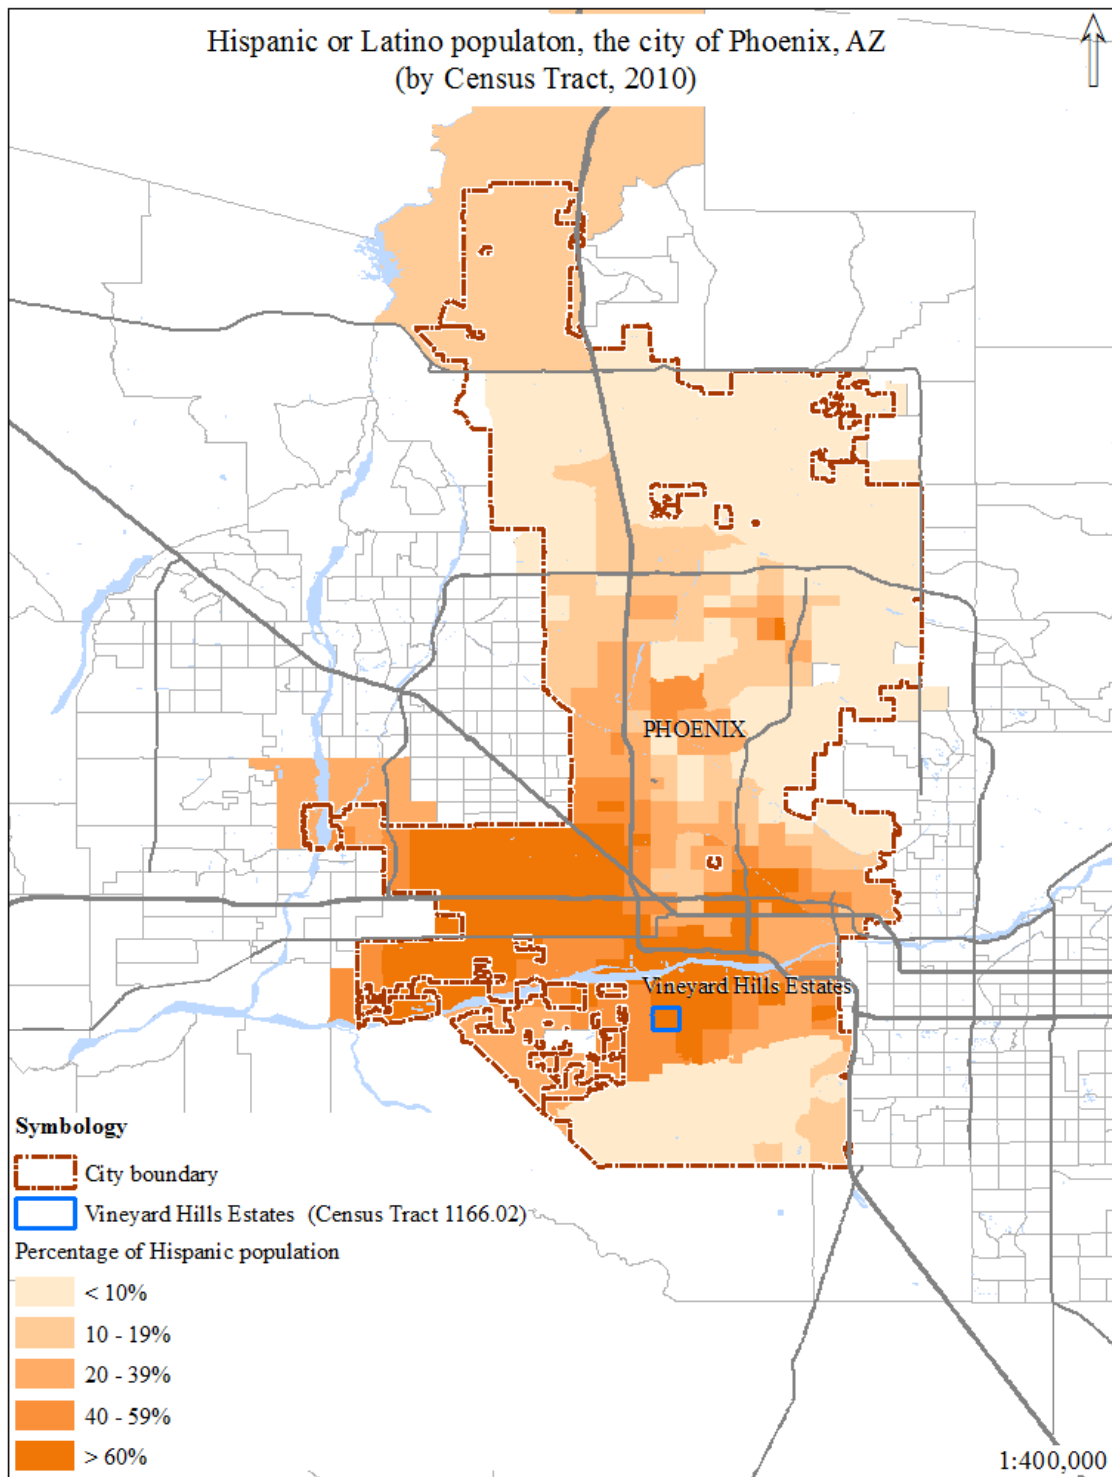 Hispanic or Latino populaton, the city of Phoenix, AZ
(by Census Tract, 2010)
PHOENIX
Vineyard Hills Estates
Symbology
City boundary
Vineyard Hills Estates (Census Tract 1166.02)
Percentage of Hispanic population
< 10%
10 - 19%
20 - 39%
40 - 59%
> 60%
1:400,000